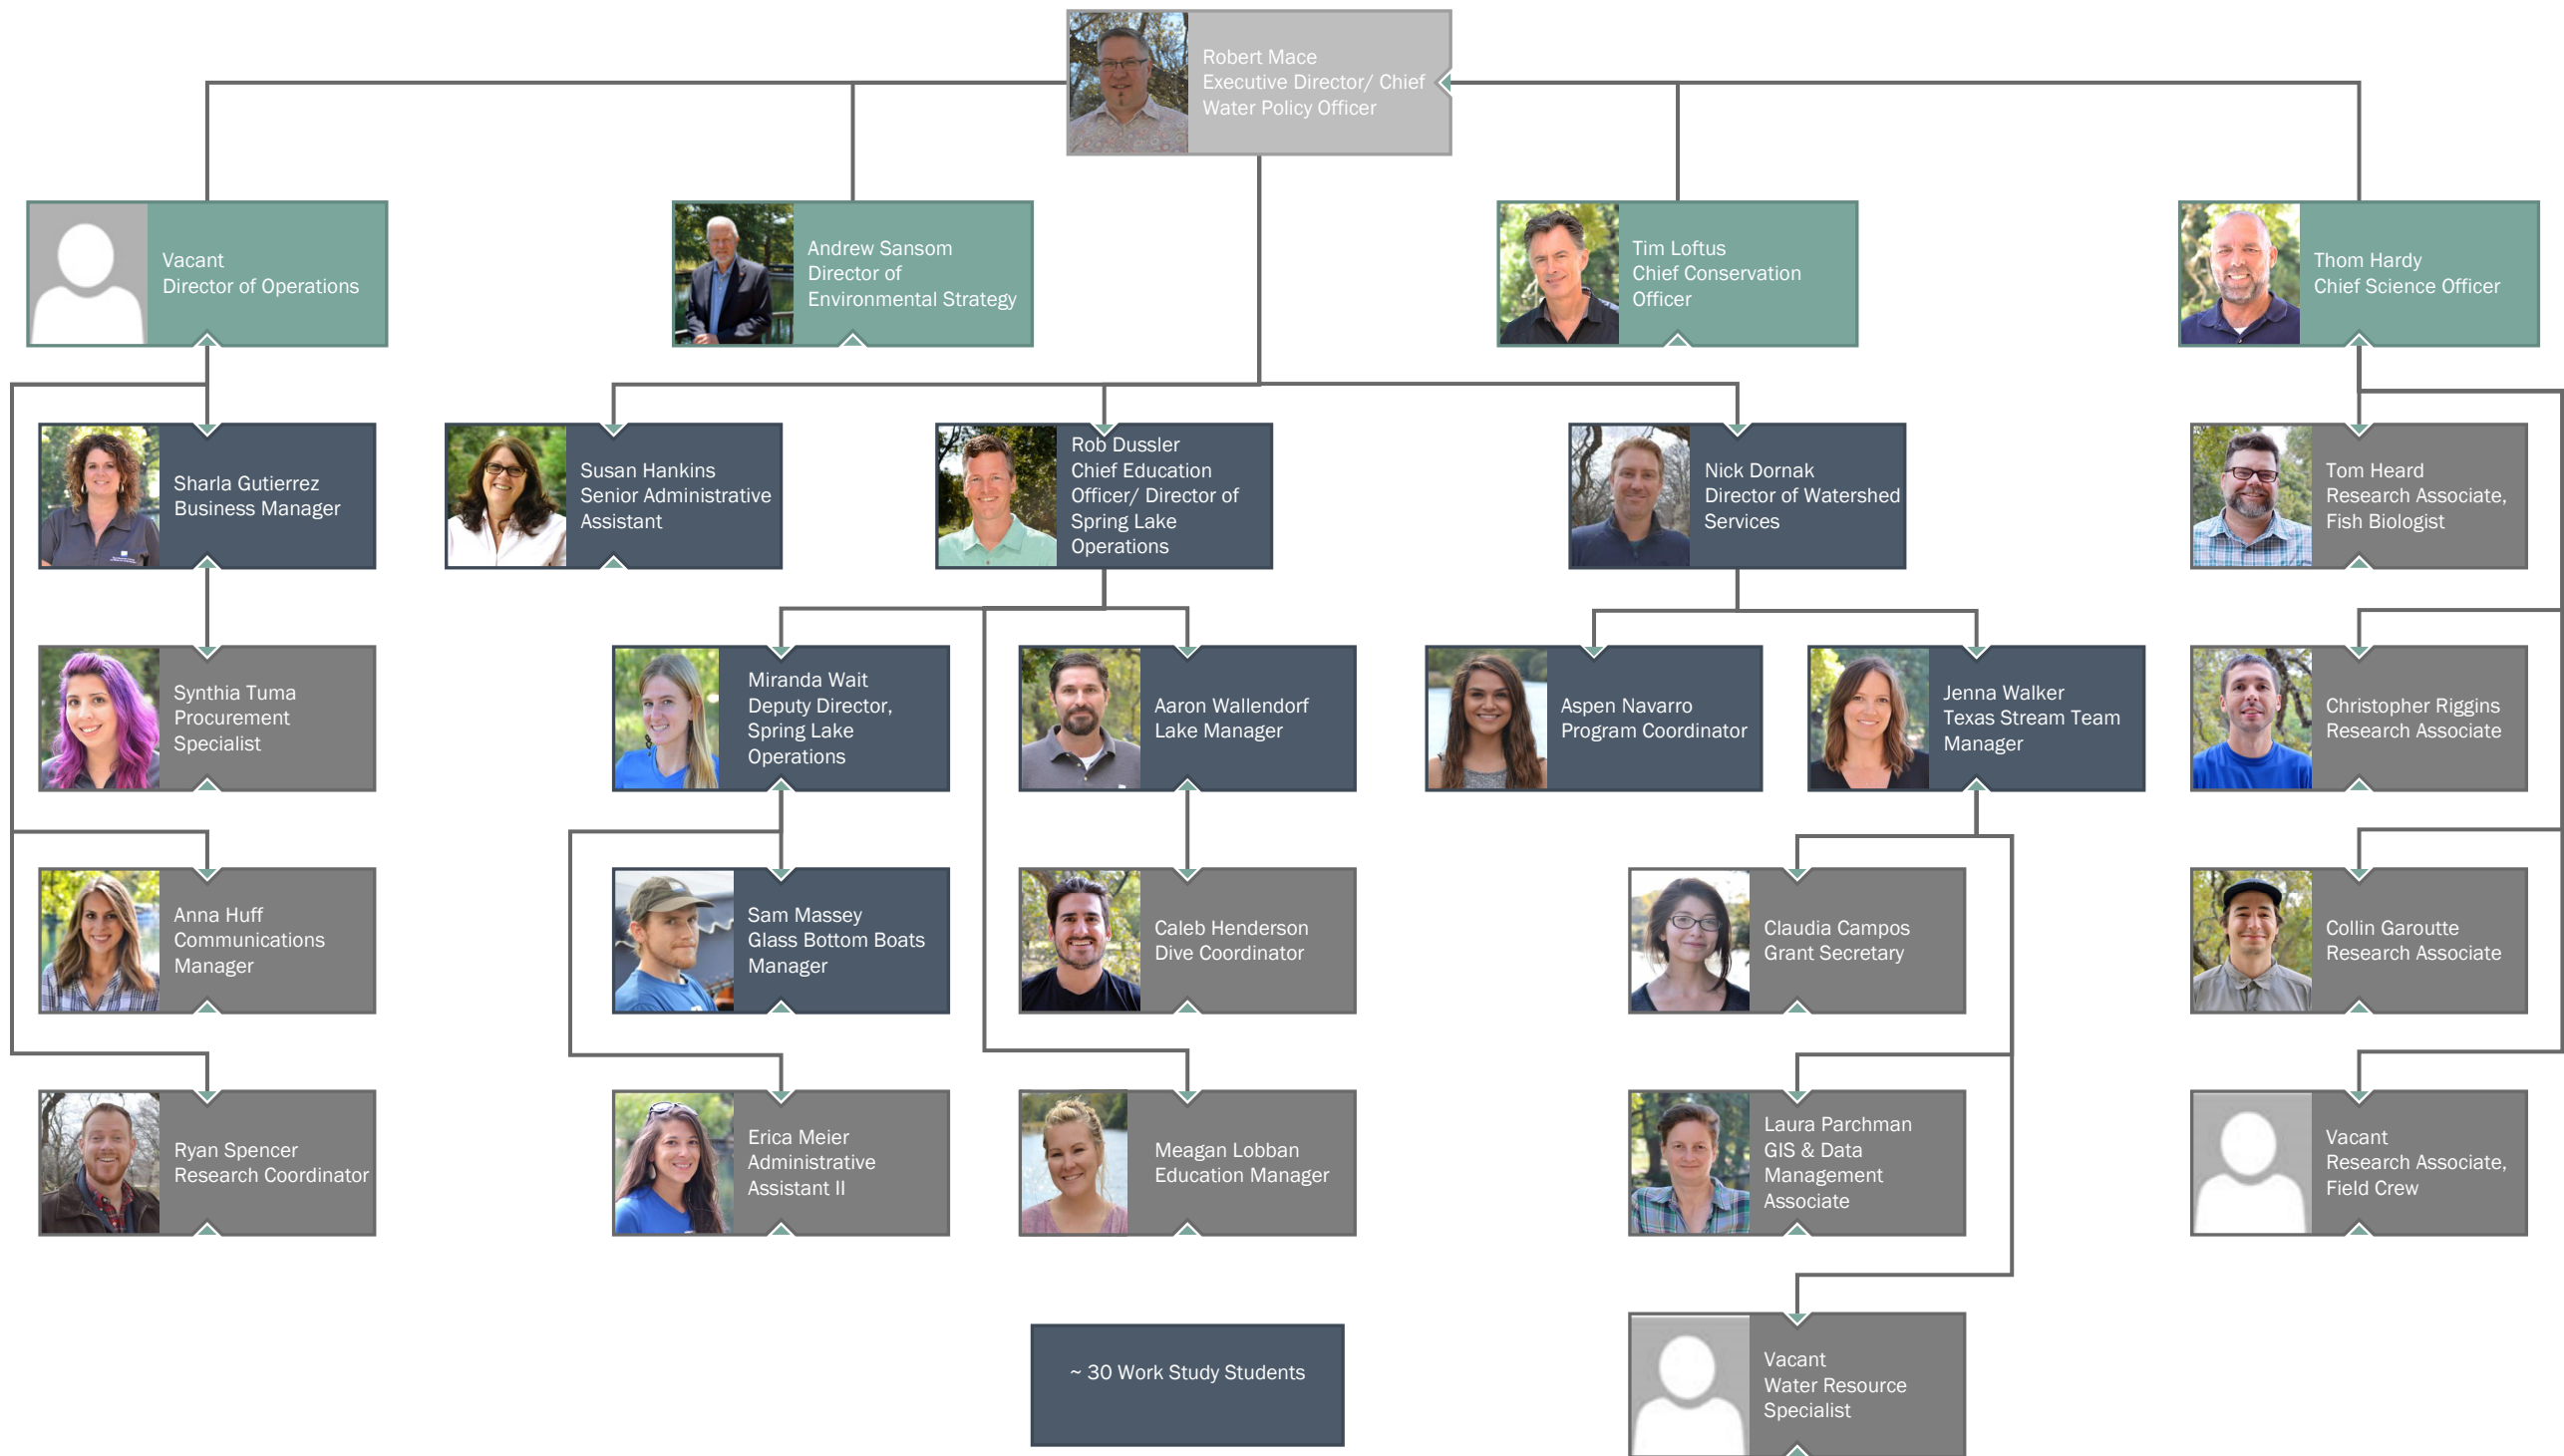 Robert Mace
Executive Director/ Chief
Water Policy Officer
Vacant
Director of Operations
Andrew Sansom
Director of
Environmental Strategy
Tim Loftus
Chief Conservation
Officer
Thom Hardy
Chief Science Officer
Sharla Gutierrez
Business Manager
Susan Hankins
Senior Administrative
Assistant
Rob Dussler
Chief Education
Officer/ Director of
Spring Lake
Operations
Nick Dornak
Director of Watershed
Services
Tom Heard
Research Associate,
Fish Biologist
Synthia Tuma
Procurement
Specialist
Miranda Wait
Deputy Director,
Spring Lake
Operations
Aaron Wallendorf
Lake Manager
Aspen Navarro
Program Coordinator
Jenna Walker
Texas Stream Team
Manager
Christopher Riggins
Research Associate
Anna Huff
Communications
Manager
Sam Massey
Glass Bottom Boats
Manager
Caleb Henderson
Dive Coordinator
Claudia Campos
Grant Secretary
Collin Garoutte
Research Associate
Ryan Spencer
Research Coordinator
Erica Meier
Administrative
Assistant II
Meagan Lobban
Education Manager
Laura Parchman
GIS & Data
Management
Associate
Vacant
Research Associate,
Field Crew
~ 30 Work Study Students
Vacant
Water Resource
Specialist